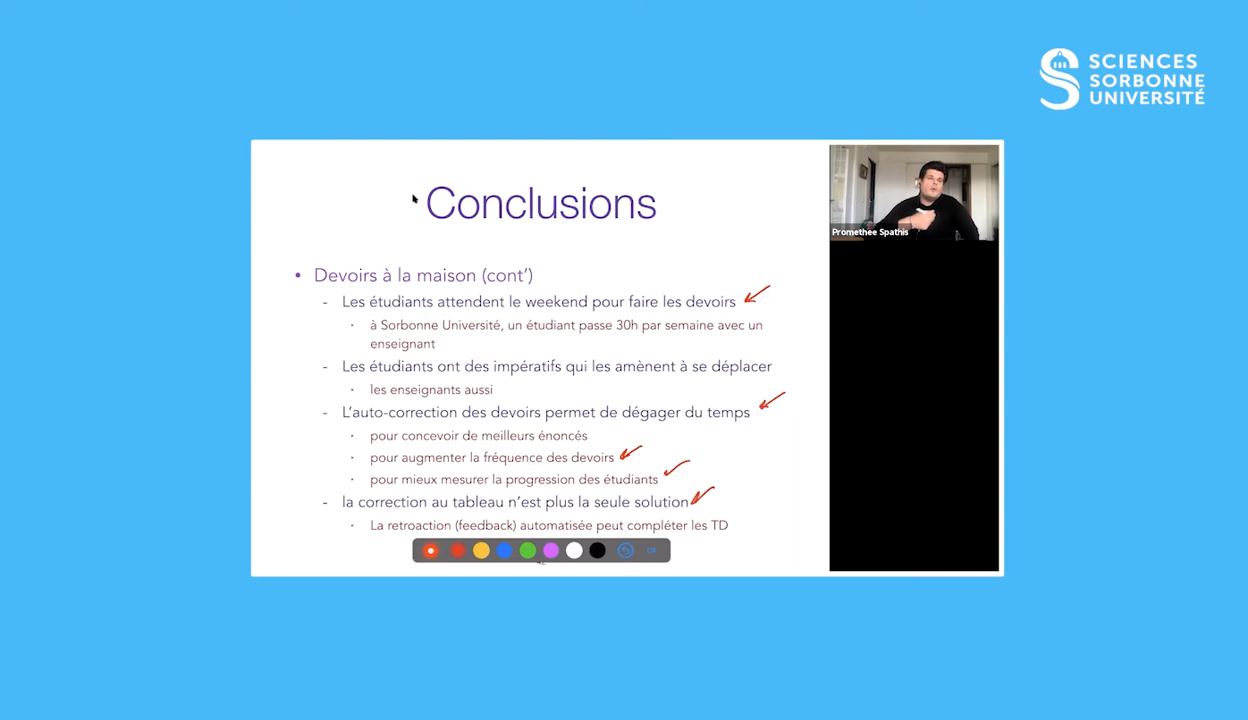 SCIENCES
SORBONNE
UNIVERSITÉ
Conclusions
Promethee Spathis
• Devoirs à la maison (cont’)
- Les étudiants attendent le weekend pour faire les devoirs
· à Sorbonne Université, un étudiant passe 30h par semaine avec un
enseignant
- Les étudiants ont des impératifs qui les amènent à se déplacer
· les enseignants aussi
- L’auto-correction des devoirs permet de dégager du temps
· pour concevoir de meilleurs énoncés
· pour augmenter la fréquence des devoirs
· pour mieux mesurer la progression des étudiants
- la correction au tableau n’est plus la seule solution
· La retroaction (feedback) automatisée peut compléter les TD